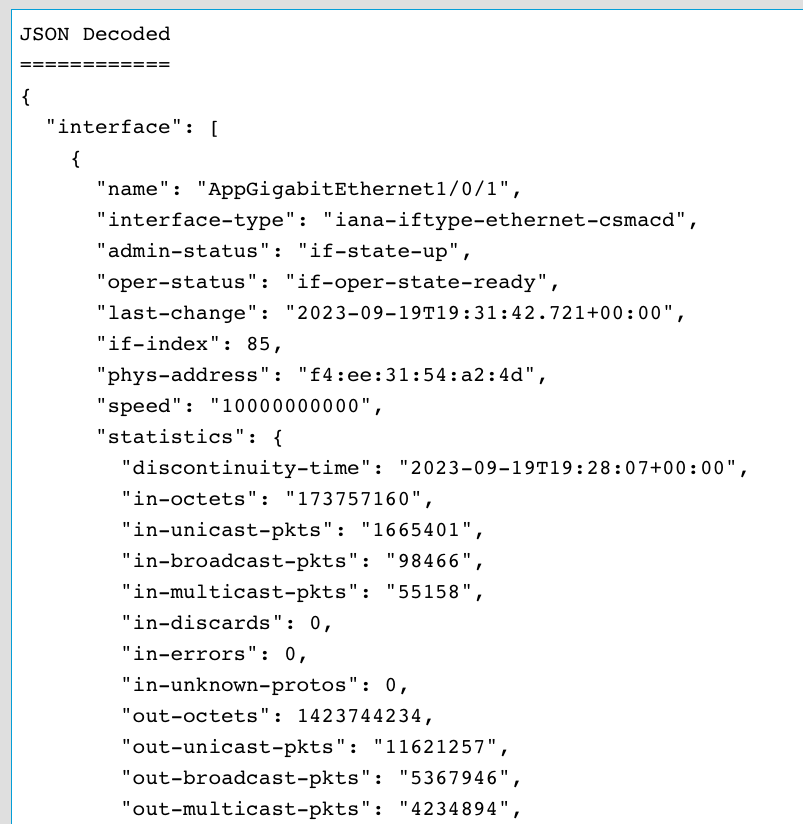 JSON Decoded
============
{
  "interface": [
    {
      "name": "AppGigabitEthernet1/0/1",
      "interface-type": "iana-iftype-ethernet-csmacd",
      "admin-status": "if-state-up",
      "oper-status": "if-oper-state-ready",
      "last-change": "2023-09-19T19:31:42.721+00:00",
      "if-index": 85,
      "phys-address": "f4:ee:31:54:a2:4d",
      "speed": "10000000000",
      "statistics": {
        "discontinuity-time": "2023-09-19T19:28:07+00:00",
        "in-octets": "173757160",
        "in-unicast-pkts": "1665401",
        "in-broadcast-pkts": "98466",
        "in-multicast-pkts": "55158",
        "in-discards": 0,
        "in-errors": 0,
        "in-unknown-protos": 0,
        "out-octets": 1423744234,
        "out-unicast-pkts": "11621257",
        "out-broadcast-pkts": "5367946",
        "out-multicast-pkts": "4234894",